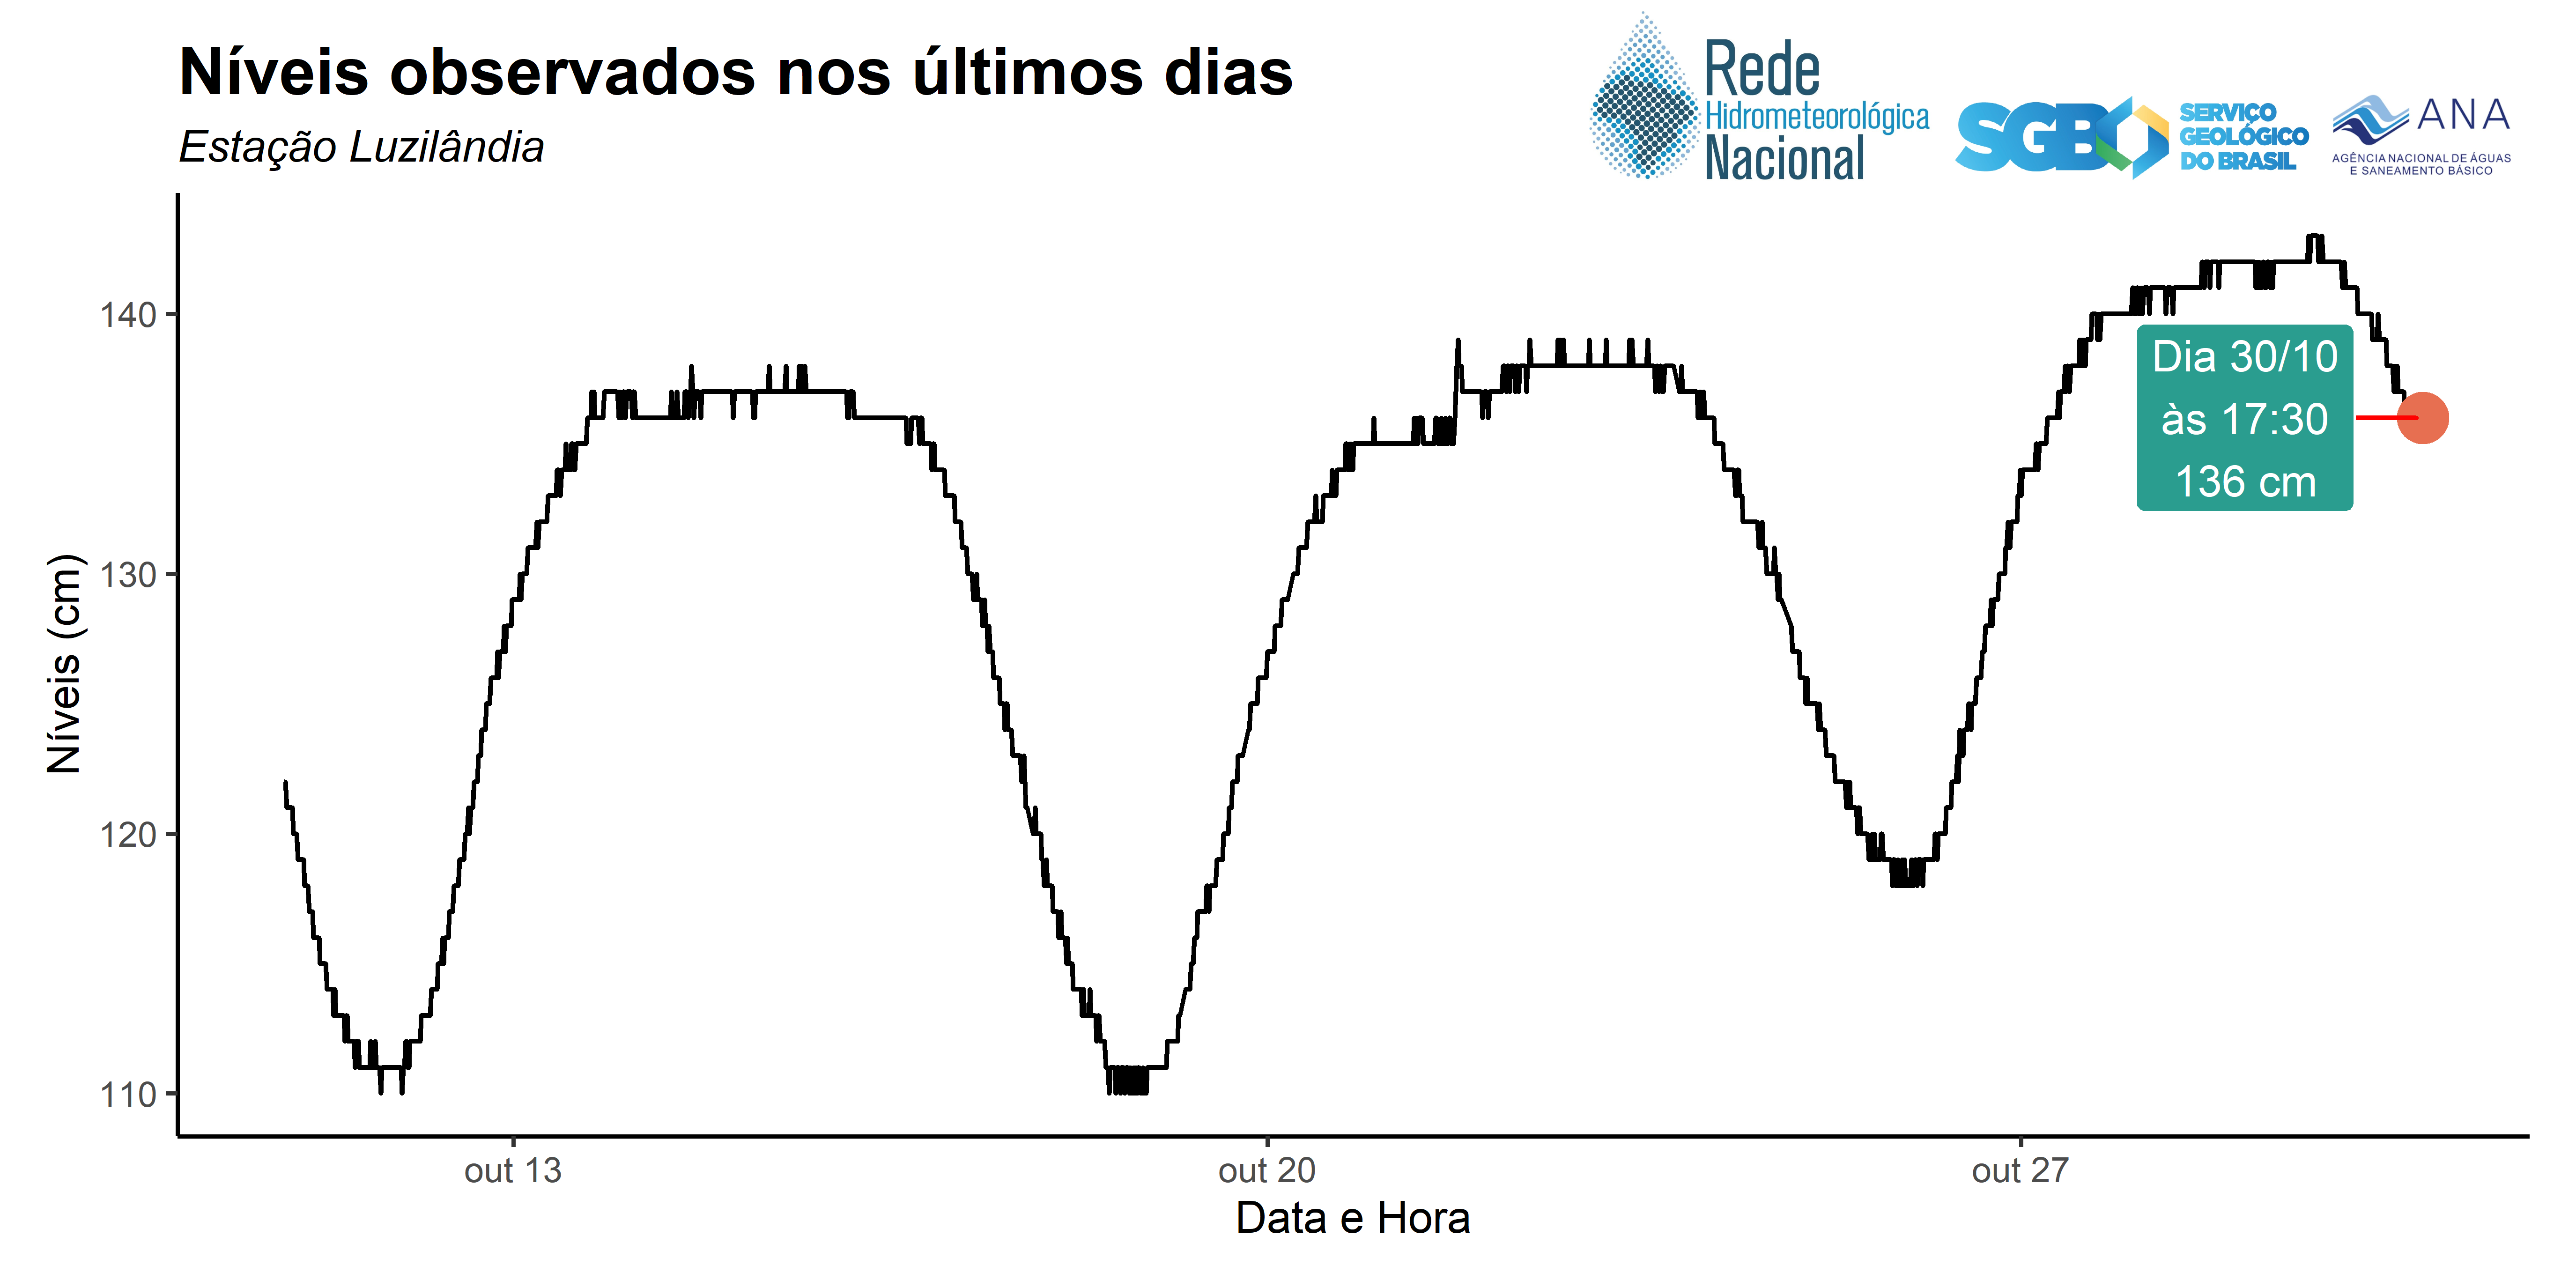 Níveis observados nos últimos dias
Estação Luzilândia
Rede
Hidrometeorológica
Nacional
SGB
SERVIÇO
GEOLÓGICO
DO BRASIL
ANA
AGÊNCIA NACIONAL DE ÁGUAS
E SANEAMENTO BÁSICO
Níveis (cm)
140
130
120
110
Dia 30/10
às 17:30
136 cm
out 13
out 20
out 27
Data e Hora